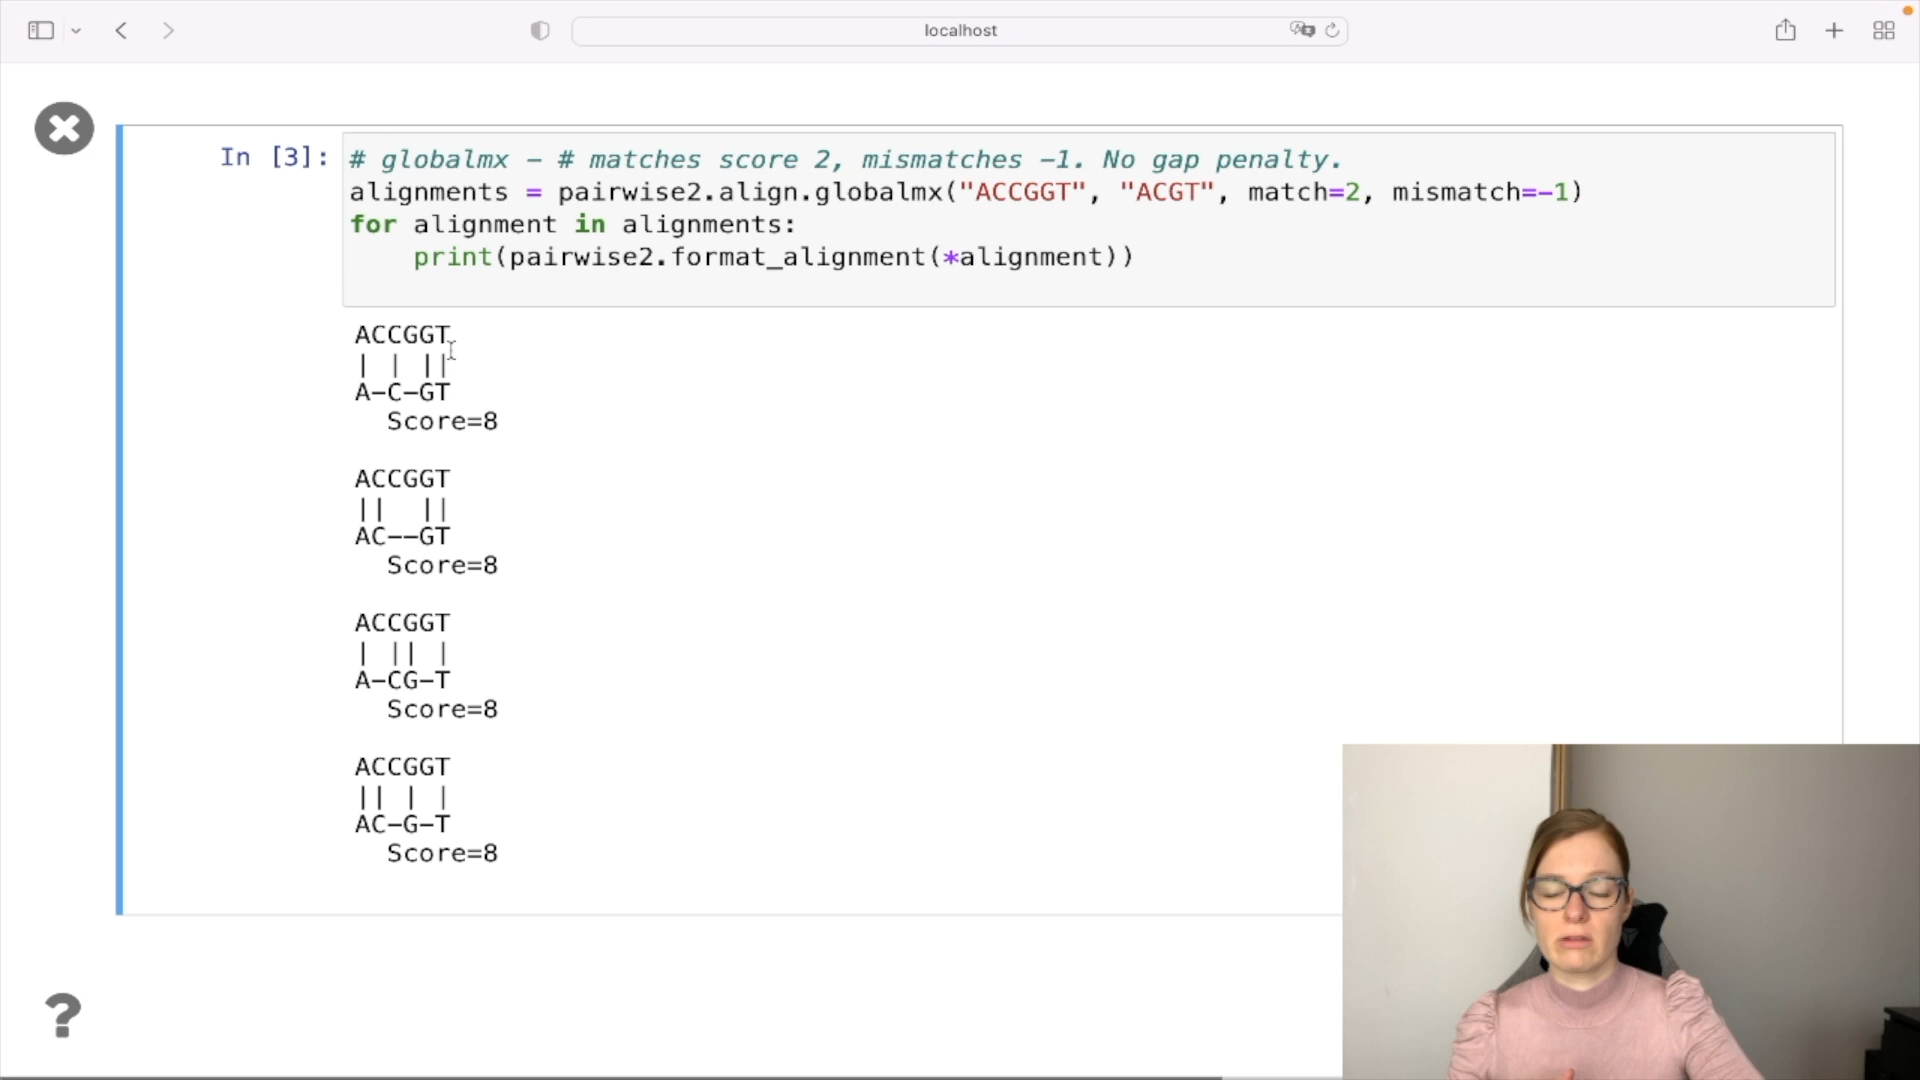 localhost
In [3]:
# globalmx – # matches score 2, mismatches –1. No gap penalty.
alignments = pairwise2.align.globalmx("ACCGGT", "ACGT", match=2, mismatch=-1)
for alignment in alignments:
    print(pairwise2.format_alignment(*alignment))
ACCGGT
| | ||
A-C-GT
  Score=8
ACCGGT
||  ||
AC--GT
  Score=8
ACCGGT
| || |
A-CG-T
  Score=8
ACCGGT
|| | |
AC-G-T
  Score=8
?